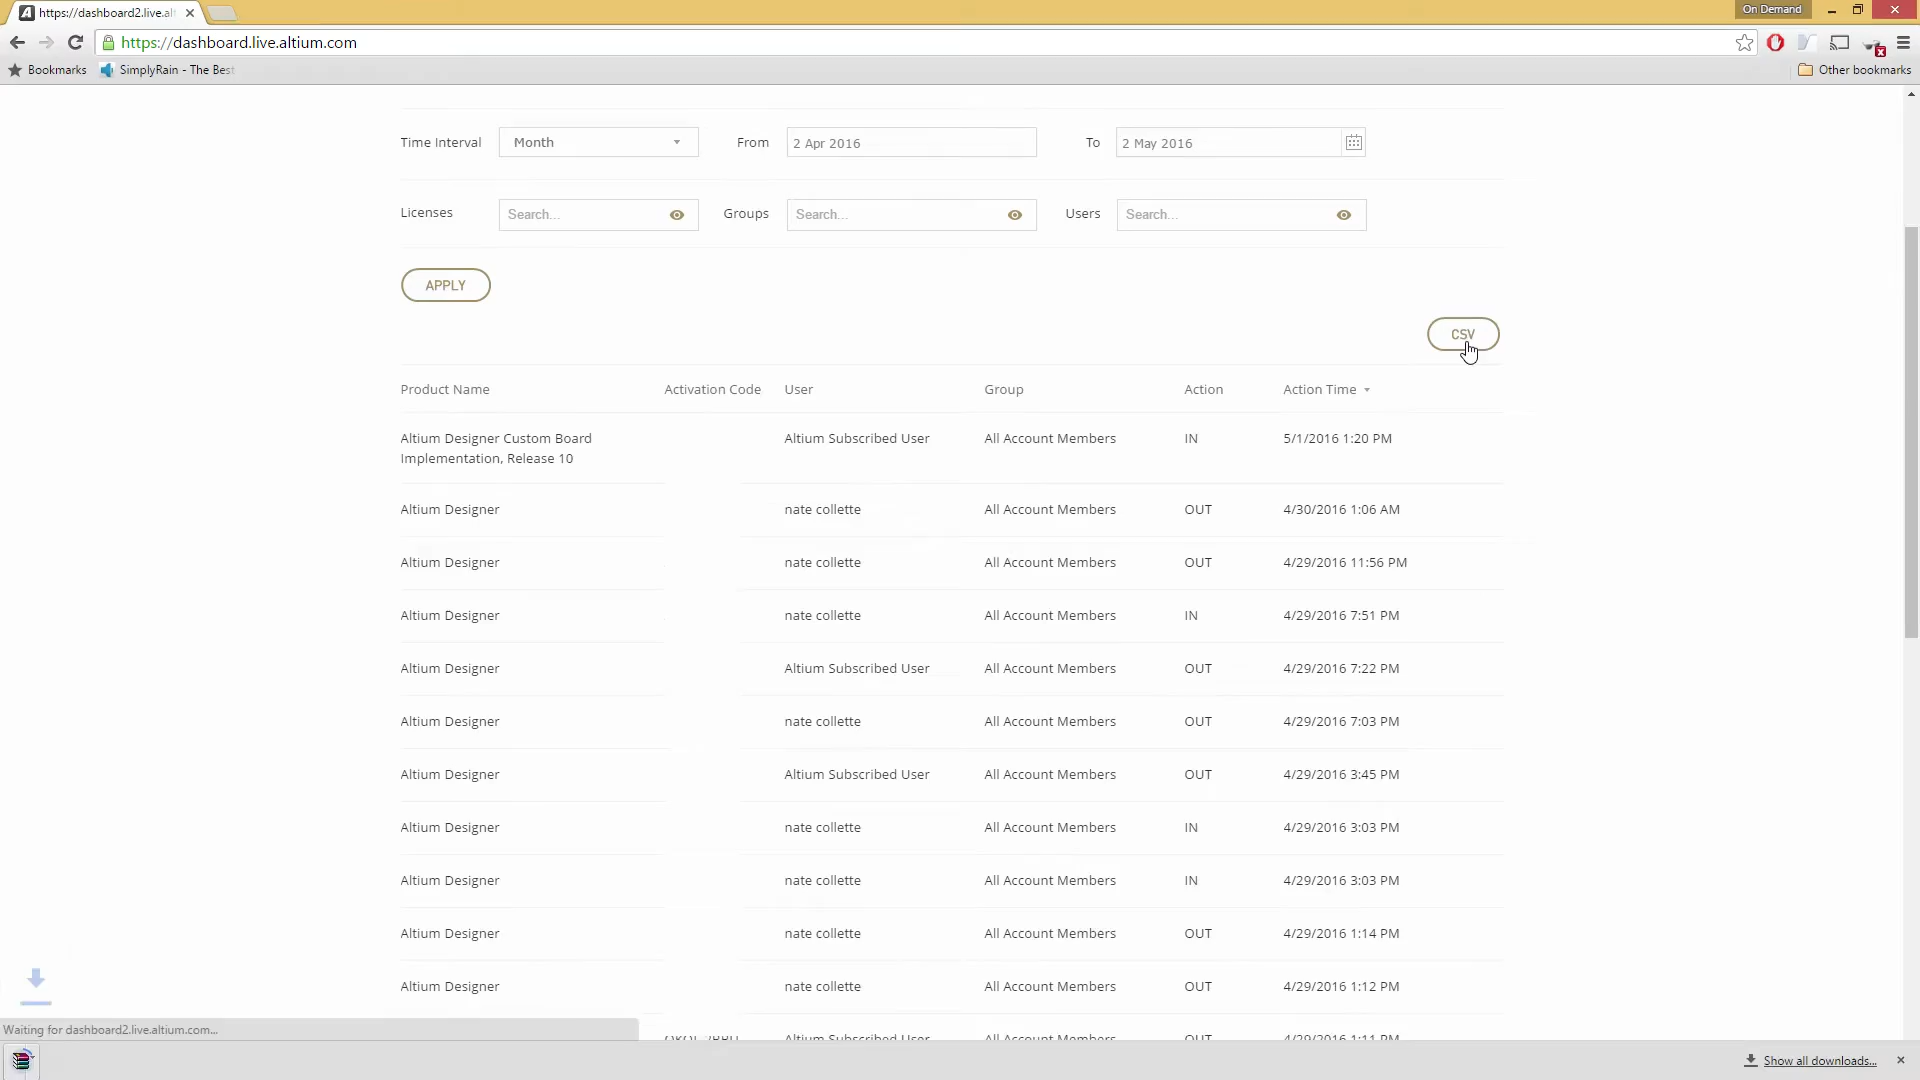 https://dashboard2.live.al
On Demand
https://dashboard.live.altium.com
Bookmarks
SimplyRain - The Best
Other bookmarks
Time Interval
Month
From
2 Apr 2016
To
2 May 2016
Licenses
Search...
Groups
Search...
Users
Search...
APPLY
CSV
Product Name Activation Code User Group Action Action Time
Altium Designer Custom Board Altium Subscribed User All Account Members IN 5/1/2016 1:20 PM
Implementation, Release 10
Altium Designer nate collette All Account Members OUT 4/30/2016 1:06 AM
Altium Designer nate collette All Account Members OUT 4/29/2016 11:56 PM
Altium Designer nate collette All Account Members IN 4/29/2016 7:51 PM
Altium Designer Altium Subscribed User All Account Members OUT 4/29/2016 7:22 PM
Altium Designer nate collette All Account Members OUT 4/29/2016 7:03 PM
Altium Designer Altium Subscribed User All Account Members OUT 4/29/2016 3:45 PM
Altium Designer nate collette All Account Members IN 4/29/2016 3:03 PM
Altium Designer nate collette All Account Members IN 4/29/2016 3:03 PM
Altium Designer nate collette All Account Members OUT 4/29/2016 1:14 PM
Altium Designer nate collette All Account Members OUT 4/29/2016 1:12 PM
Altium Subscribed User All Account Members OUT 4/29/2016 1:11 PM
Waiting for dashboard2.live.altium.com...
Show all downloads...